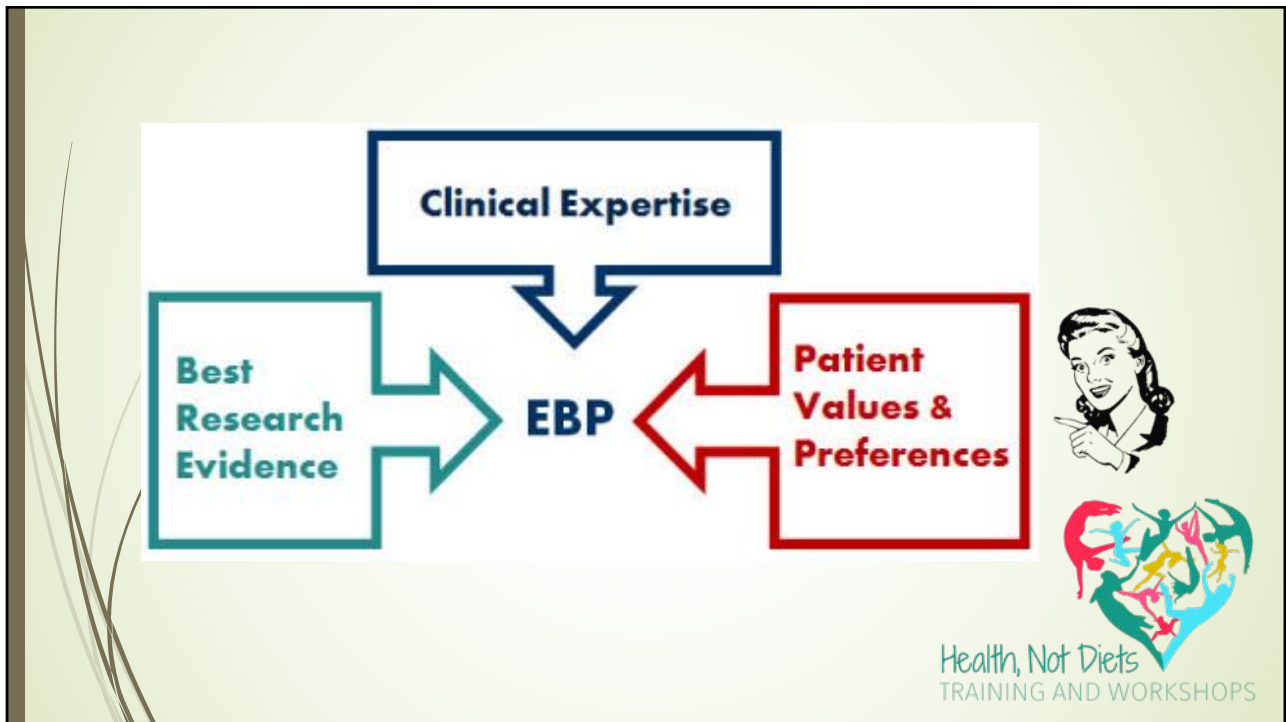 Clinical Expertise
Best
Research
Evidence
EBP
Patient
Values &
Preferences
Health, Not Diets
TRAINING AND WORKSHOPS